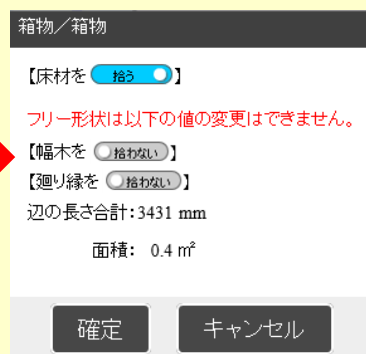 箱物／箱物
【床材を 拾う 】
フリー形状は以下の値の変更はできません。
【幅木を 拾わない 】
【廻り縁を 拾わない 】
辺の長さ合計：3431 mm
面積： 0.4 ㎡
確定 キャンセル